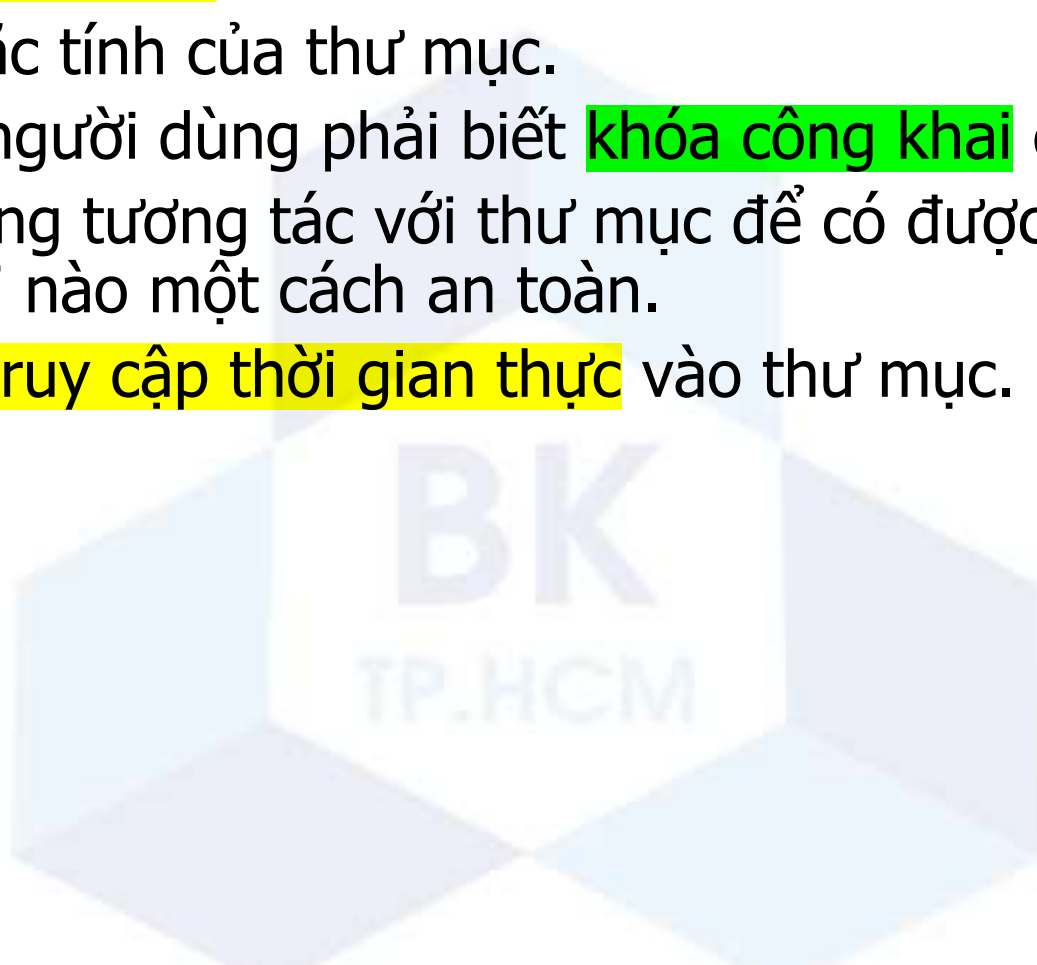 ác tính của thư mục.
người dùng phải biết khóa công khai
ng tương tác với thư mục để có được
nào một cách an toàn.
ruy cập thời gian thực vào thư mục.
BK
TP.HCM